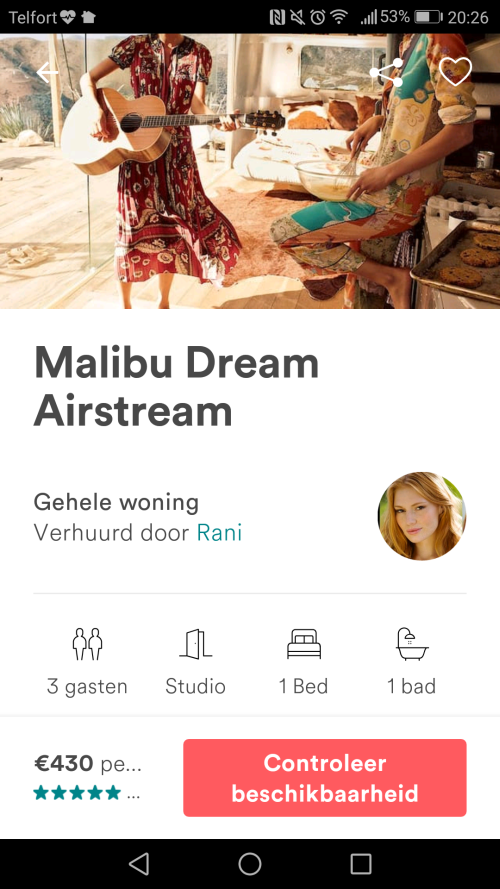 Telfort 53% 20:26
Malibu Dream
Airstream
Gehele woning
Verhuurd door Rani
3 gasten Studio 1 Bed 1 bad
€430 pe...
...
Controleer
beschikbaarheid